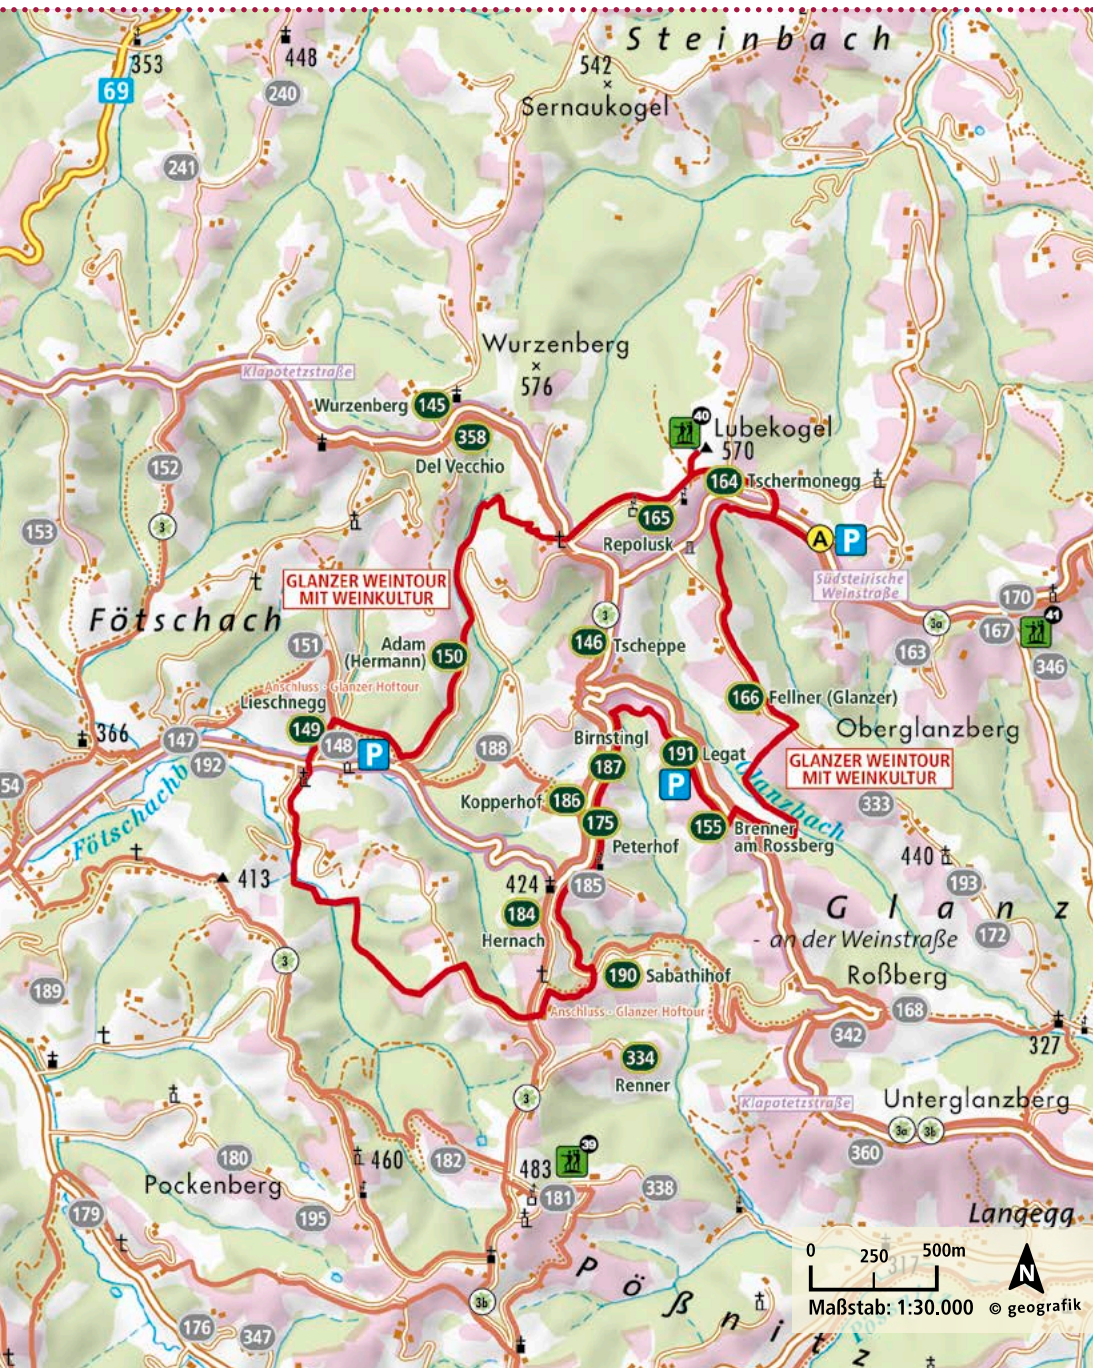 Steinbach
353
448
542
69
240
Sernaukogel
241
Wurzenberg
576
Klapotetzstraße
Wurzenberg 145
40
Lubekogel
570
358
Del Vecchio
152
164 Tschermonegg
153
3
165
Repolusk
A P
GLANZER WEINTOUR
MIT WEINKULTUR
Südsteirische
Weinstraße
170
Fötschach
3
3a
167
41
151
Adam
(Hermann) 150
146 Tscheppe
163
346
Anschluss - Glanzer Hoftour
Lieschnegg
166 Fellner (Glanzer)
149
366
147
148
P
188
Birnstingl
Oberglanzberg
192
187
191 Legat
GLANZER WEINTOUR
MIT WEINKULTUR
54
P
Glanzbach
Fötschachb
Kopperhof 186
333
175
155 Brenner
am Rossberg
Peterhof
440
413
424
185
193
184
Hernach
Glanz
- an der Weinstraße
172
3
190 Sabathihof
Roßberg
189
Anschluss - Glanzer Hoftour
168
342
327
334
Renner
3
Klapotetzstraße
Unterglanzberg
3a 3b
39
180
460
182
483
360
Pockenberg
181
338
179
195
Langegg
0 250 500m
317
N
Pößnitz
3b
Maßstab: 1:30.000 © geografik
176
347